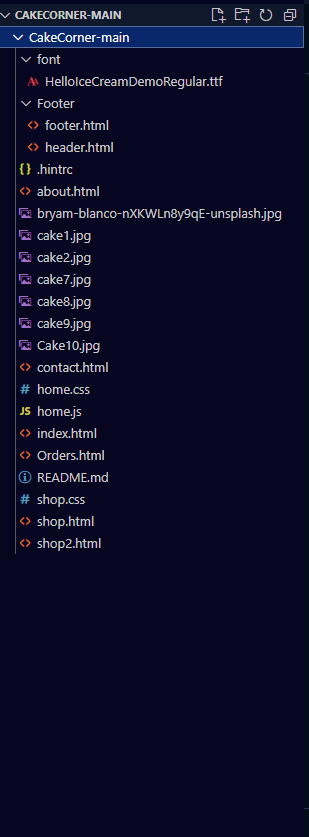 CAKECORNER-MAIN
CakeCorner-main
font
HelloIceCreamDemoRegular.ttf
Footer
footer.html
header.html
.hintrc
about.html
bryam-blanco-nXKWLn8y9qE-unsplash.jpg
cake1.jpg
cake2.jpg
cake7.jpg
cake8.jpg
cake9.jpg
Cake10.jpg
contact.html
home.css
JS home.js
index.html
Orders.html
README.md
shop.css
shop.html
shop2.html